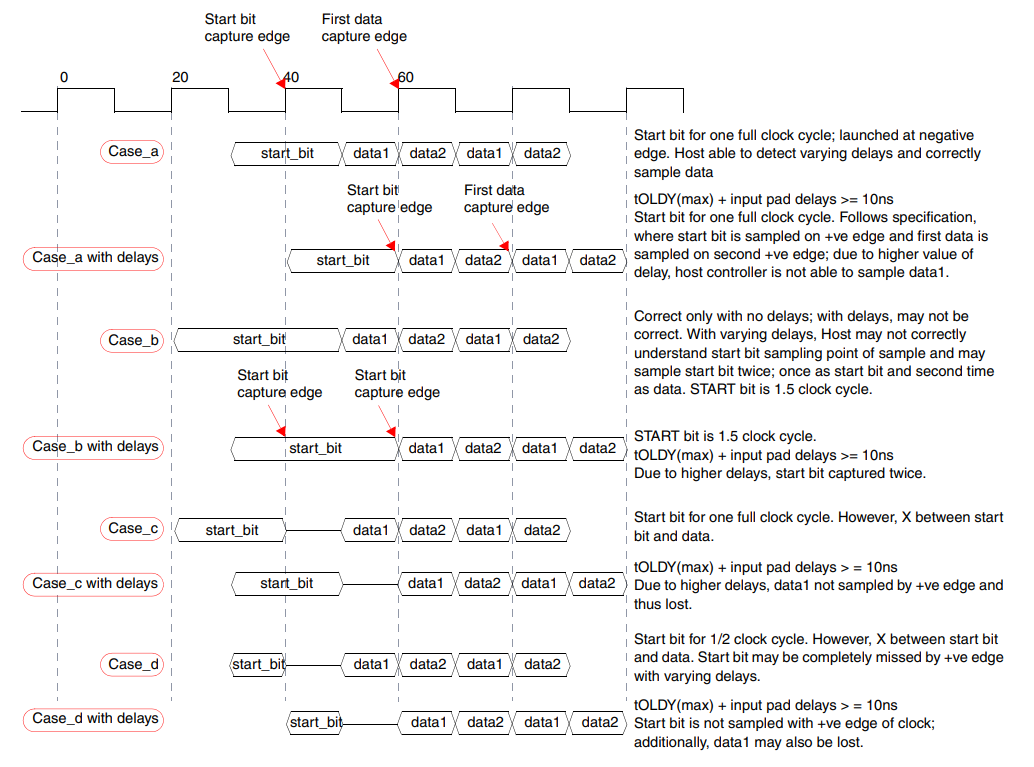 Start bit
capture edge
First data
capture edge
0
20
40
60
Case_a
start_bit
data1
data2
data1
data2
Start bit for one full clock cycle; launched at negative
edge. Host able to detect varying delays and correctly
sample data
Start bit
capture edge
First data
capture edge
Case_a with delays
start_bit
data1
data2
data1
data2
tOLDY(max) + input pad delays >= 10ns
Start bit for one full clock cycle. Follows specification,
where start bit is sampled on +ve edge and first data is
sampled on second +ve edge; due to higher value of
delay, host controller is not able to sample data1.
Case_b
start_bit
data1
data2
data1
data2
Correct only with no delays; with delays, may not be
correct. With varying delays, Host may not correctly
understand start bit sampling point of sample and may
sample start bit twice; once as start bit and second time
as data. START bit is 1.5 clock cycle.
Start bit
capture edge
Start bit
capture edge
Case_b with delays
start_bit
data1
data2
data1
data2
START bit is 1.5 clock cycle.
tOLDY(max) + input pad delays >= 10ns
Due to higher delays, start bit captured twice.
Case_c
start_bit
data1
data2
data1
data2
Start bit for one full clock cycle. However, X between start
bit and data.
Case_c with delays
start_bit
data1
data2
data1
data2
tOLDY(max) + input pad delays > = 10ns
Due to higher delays, data1 not sampled by +ve edge and
thus lost.
Case_d
start_bit
data1
data2
data1
data2
Start bit for 1/2 clock cycle. However, X between start bit
and data. Start bit may be completely missed by +ve edge
with varying delays.
Case_d with delays
start_bit
data1
data2
data1
data2
tOLDY(max) + input pad delays > = 10ns
Start bit is not sampled with +ve edge of clock;
additionally, data1 may also be lost.